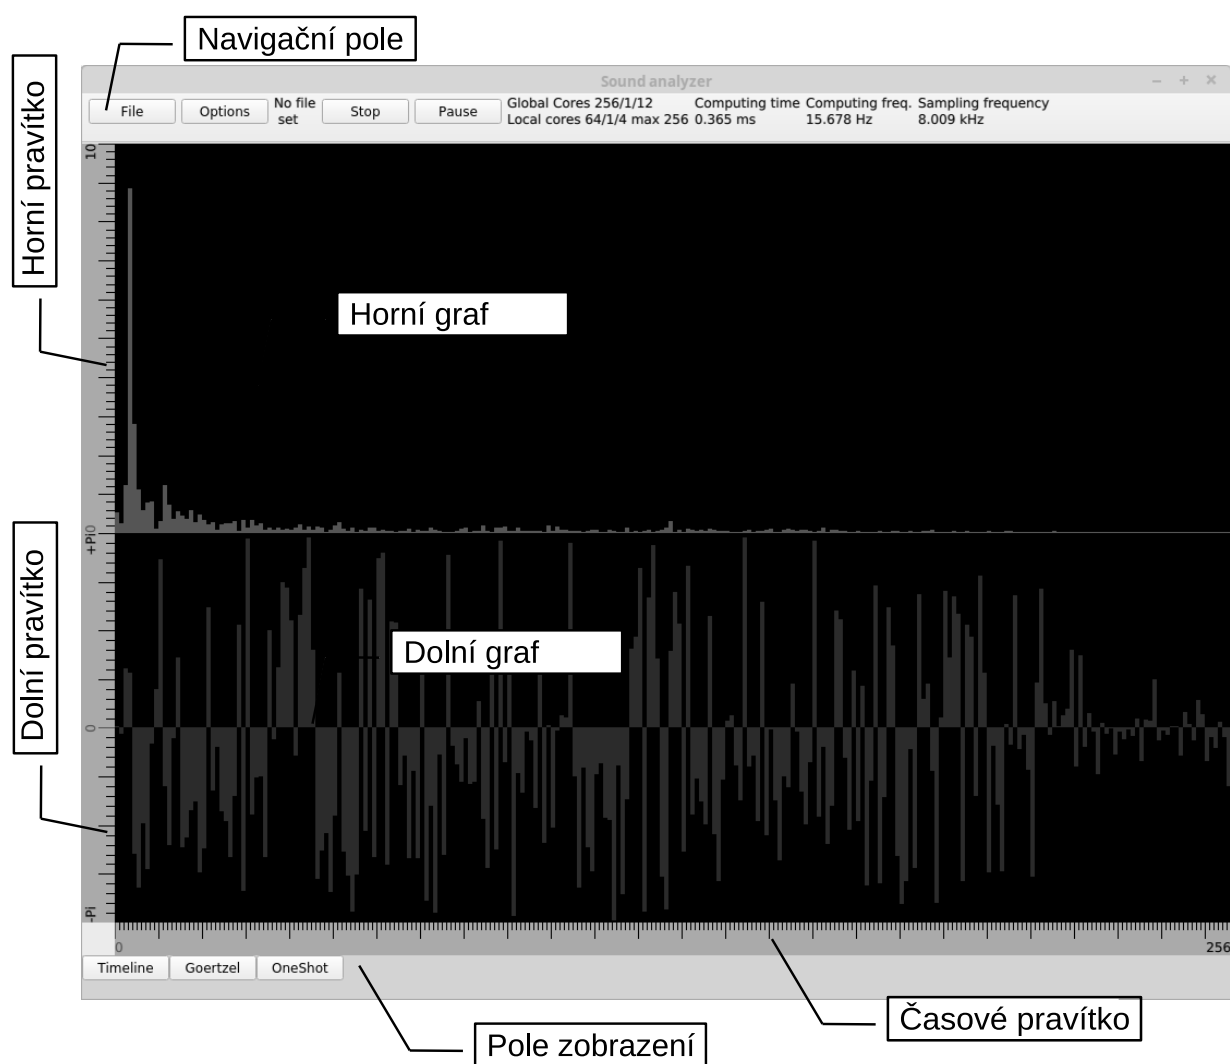 Navigační pole
Horní pravítko
Sound analyzer
File
Options
No file
set
Stop
Pause
Global Cores 256/1/12
Local cores 64/1/4 max 256
Computing time
0.365 ms
Computing freq.
15.678 Hz
Sampling frequency
8.009 kHz
10
Horní graf
0
+Pi
Dolní pravítko
Dolní graf
0
-Pi
0
256
Timeline
Goertzel
OneShot
Časové pravítko
Pole zobrazení